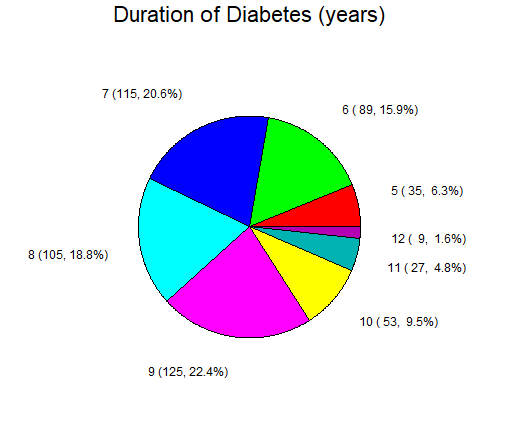 Duration of Diabetes (years)
7 (115, 20.6%)
6 ( 89, 15.9%)
5 ( 35,  6.3%)
12 (  9,  1.6%)
8 (105, 18.8%)
11 ( 27,  4.8%)
10 ( 53,  9.5%)
9 (125, 22.4%)